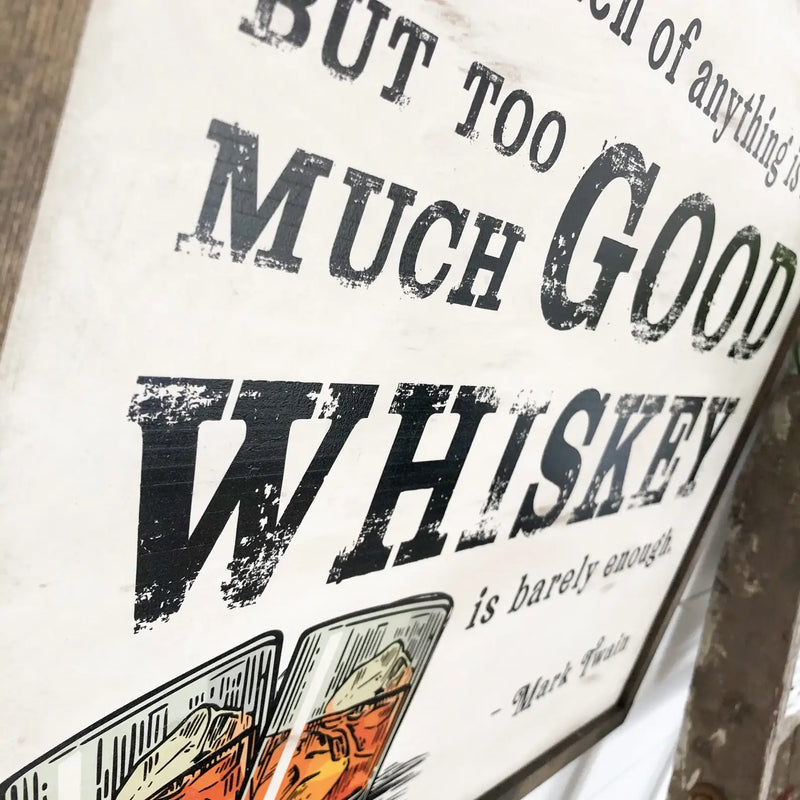 of anything is
BUT TOO
MUCH GOOD
WHISKEY
is barely enough.
- Mark Twain